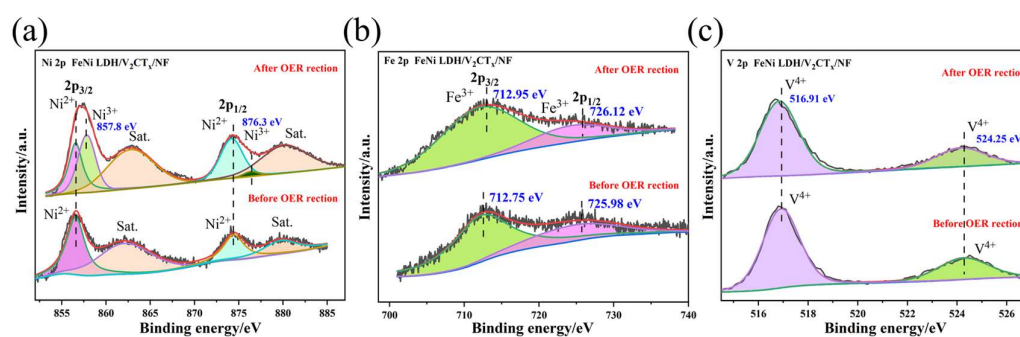 (a)
Ni 2p FeNi LDH/V₂CTₓ/NF
After OER rection
2p₃/₂
Ni²⁺
Ni³⁺
857.8 eV
Sat.
2p₁/₂
876.3 eV
Ni²⁺
Ni³⁺
Sat.
Before OER rection
Ni²⁺
Sat.
Ni²⁺
Sat.
Intensity/a.u.
855 860 865 870 875 880 885
Binding energy/eV
(b)
Fe 2p FeNi LDH/V₂CTₓ/NF
After OER rection
2p₃/₂
Fe³⁺
712.95 eV
2p₁/₂
Fe³⁺
726.12 eV
Before OER rection
712.75 eV
725.98 eV
Intensity/a.u.
700 710 720 730 740
Binding energy/eV
(c)
V 2p FeNi LDH/V₂CTₓ/NF
After OER rection
V⁴⁺
516.91 eV
V⁴⁺
524.25 eV
Before OER rection
V⁴⁺
V⁴⁺
Intensity/a.u.
516 518 520 522 524 526
Binding energy/eV